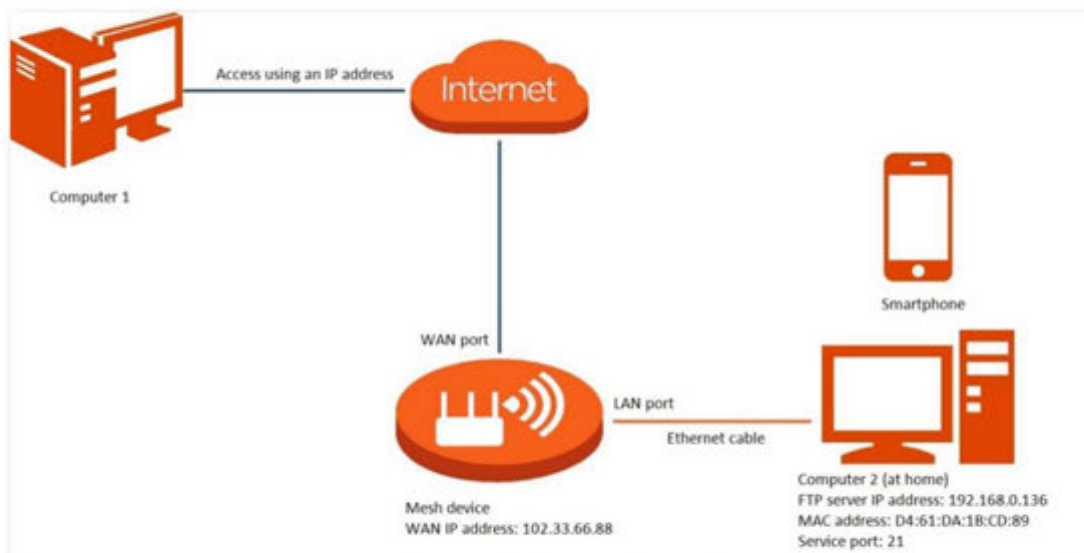 Access using an IP address
Internet
Computer 1
Smartphone
WAN port
LAN port
Ethernet cable
Mesh device
WAN IP address: 102.33.66.88
Computer 2 (at home)
FTP server IP address: 192.168.0.136
MAC address: D4:61:DA:1B:CD:89
Service port: 21